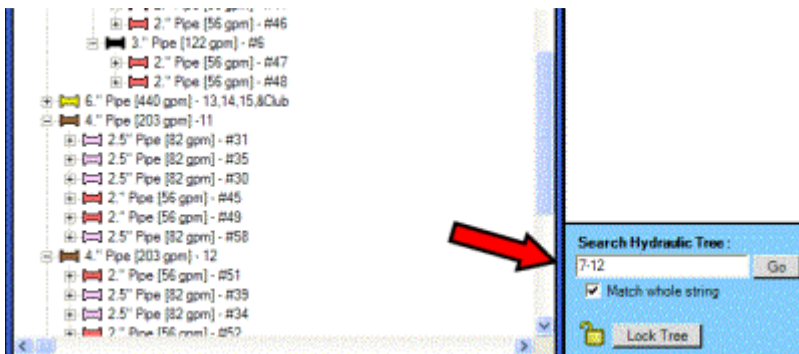 2." Pipe [56 gpm] - #46
3." Pipe [122 gpm] - #6
2." Pipe [56 gpm] - #47
2." Pipe [56 gpm] - #48
6." Pipe [440 gpm] - 13,14,15,&Club
4." Pipe [203 gpm] -11
2.5" Pipe [82 gpm] - #31
2.5" Pipe [82 gpm] - #35
2.5" Pipe [82 gpm] - #30
2." Pipe [56 gpm] - #45
2." Pipe [56 gpm] - #49
2.5" Pipe [82 gpm] - #58
4." Pipe [203 gpm] - 12
2." Pipe [56 gpm] - #51
2.5" Pipe [82 gpm] - #39
2.5" Pipe [82 gpm] - #34
2." Pipe [56 gpm] - #52
Search Hydraulic Tree :
7-12 Go
Match whole string
Lock Tree